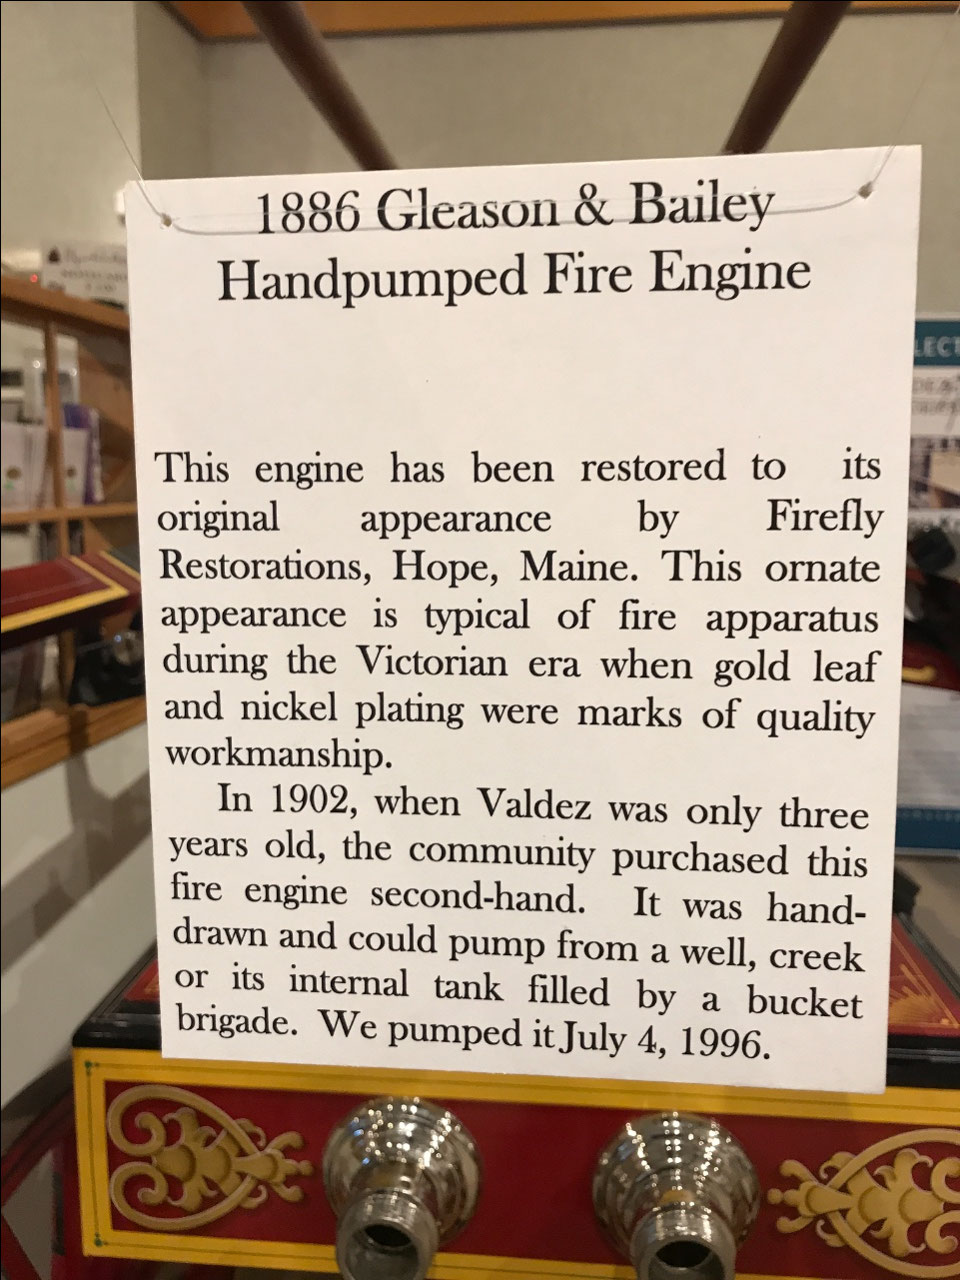 1886 Gleason & Bailey
Handpumped Fire Engine
This engine has been restored to its
original appearance by Firefly
Restorations, Hope, Maine. This ornate
appearance is typical of fire apparatus
during the Victorian era when gold leaf
and nickel plating were marks of quality
workmanship.
In 1902, when Valdez was only three
years old, the community purchased this
fire engine second-hand. It was hand-
drawn and could pump from a well, creek
or its internal tank filled by a bucket
brigade. We pumped it July 4, 1996.
LECT